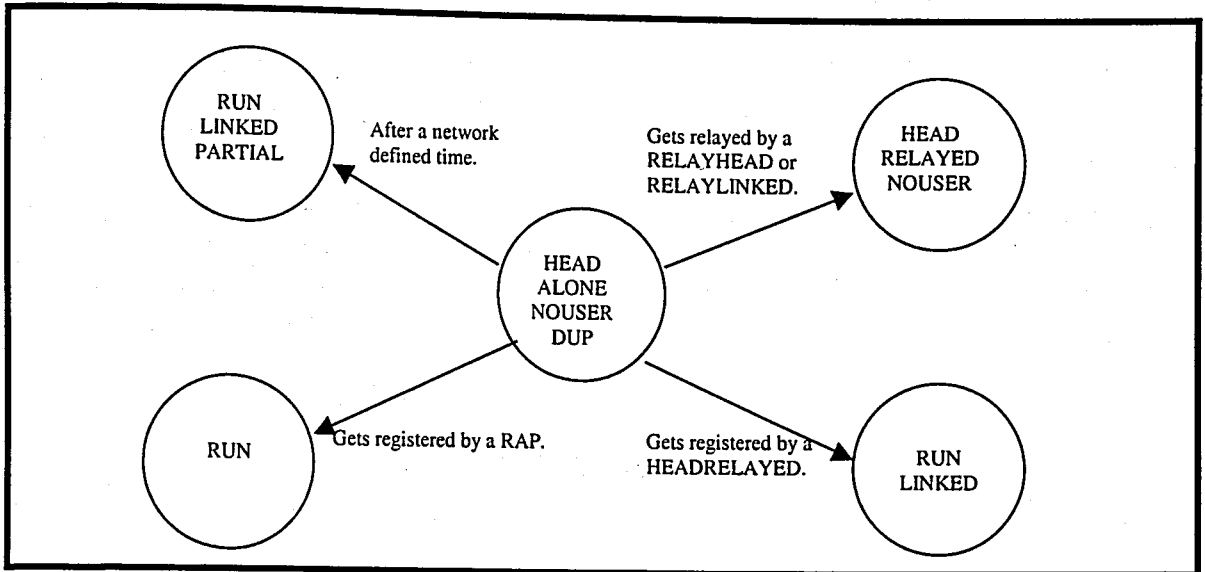 RUN
LINKED
PARTIAL
After a network
defined time.
Gets relayed by a
RELAYHEAD or
RELAYLINKED.
HEAD
RELAYED
NOUSER
HEAD
ALONE
NOUSER
DUP
RUN
Gets registered by a RAP.
Gets registered by a
HEADRELAYED.
RUN
LINKED